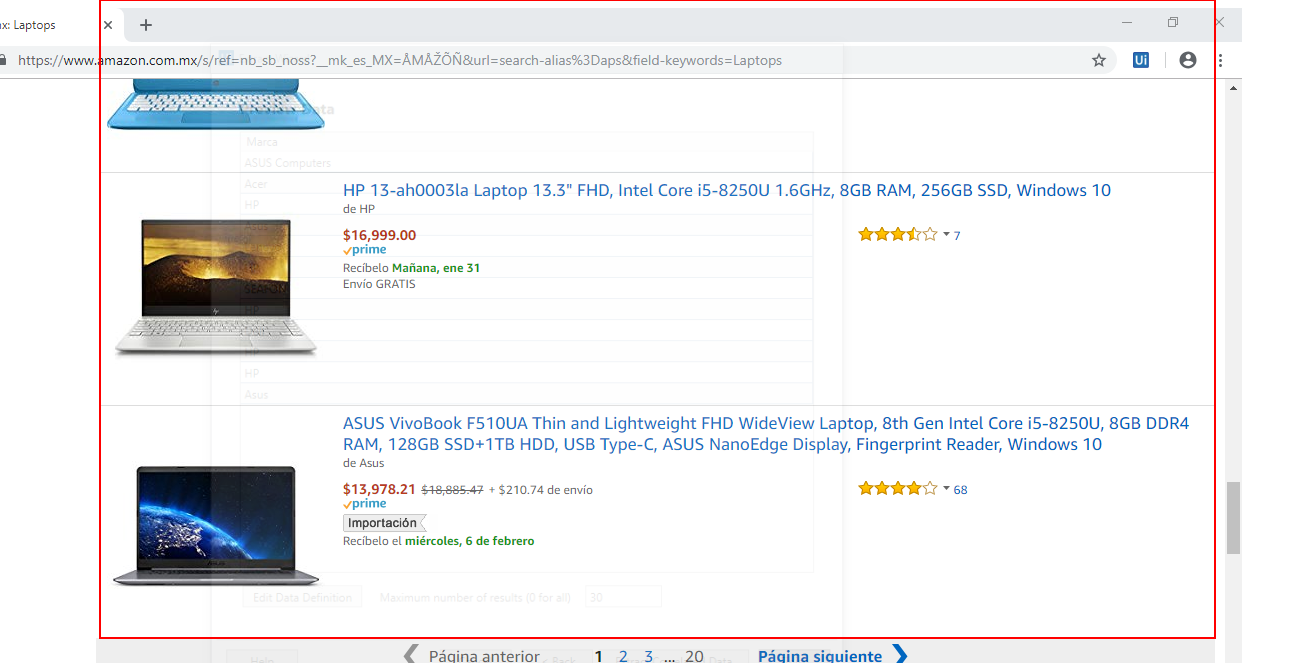 x: Laptops
https://www.amazon.com.mx/s/ref=nb_sb_noss?__mk_es_MX=ÅMÅŽÕÑ&url=search-alias%3Daps&field-keywords=Laptops
Ui
Preview Data
Marca
ASUS Computers
Acer
HP
HP 13-ah0003la Laptop 13.3" FHD, Intel Core i5-8250U 1.6GHz, 8GB RAM, 256GB SSD, Windows 10
de HP
$16,999.00
7
prime
Recíbelo Mañana, ene 31
Envío GRATIS
HP
HP
HP
Asus
ASUS VivoBook F510UA Thin and Lightweight FHD WideView Laptop, 8th Gen Intel Core i5-8250U, 8GB DDR4
RAM, 128GB SSD+1TB HDD, USB Type-C, ASUS NanoEdge Display, Fingerprint Reader, Windows 10
de Asus
$13,978.21 $18,885.47 + $210.74 de envío
68
prime
Importación
Recíbelo el miércoles, 6 de febrero
Edit Data Definition Maximum number of results (0 for all) 30
Página anterior 1 2 3 ... 20 Página siguiente
Help Back Data